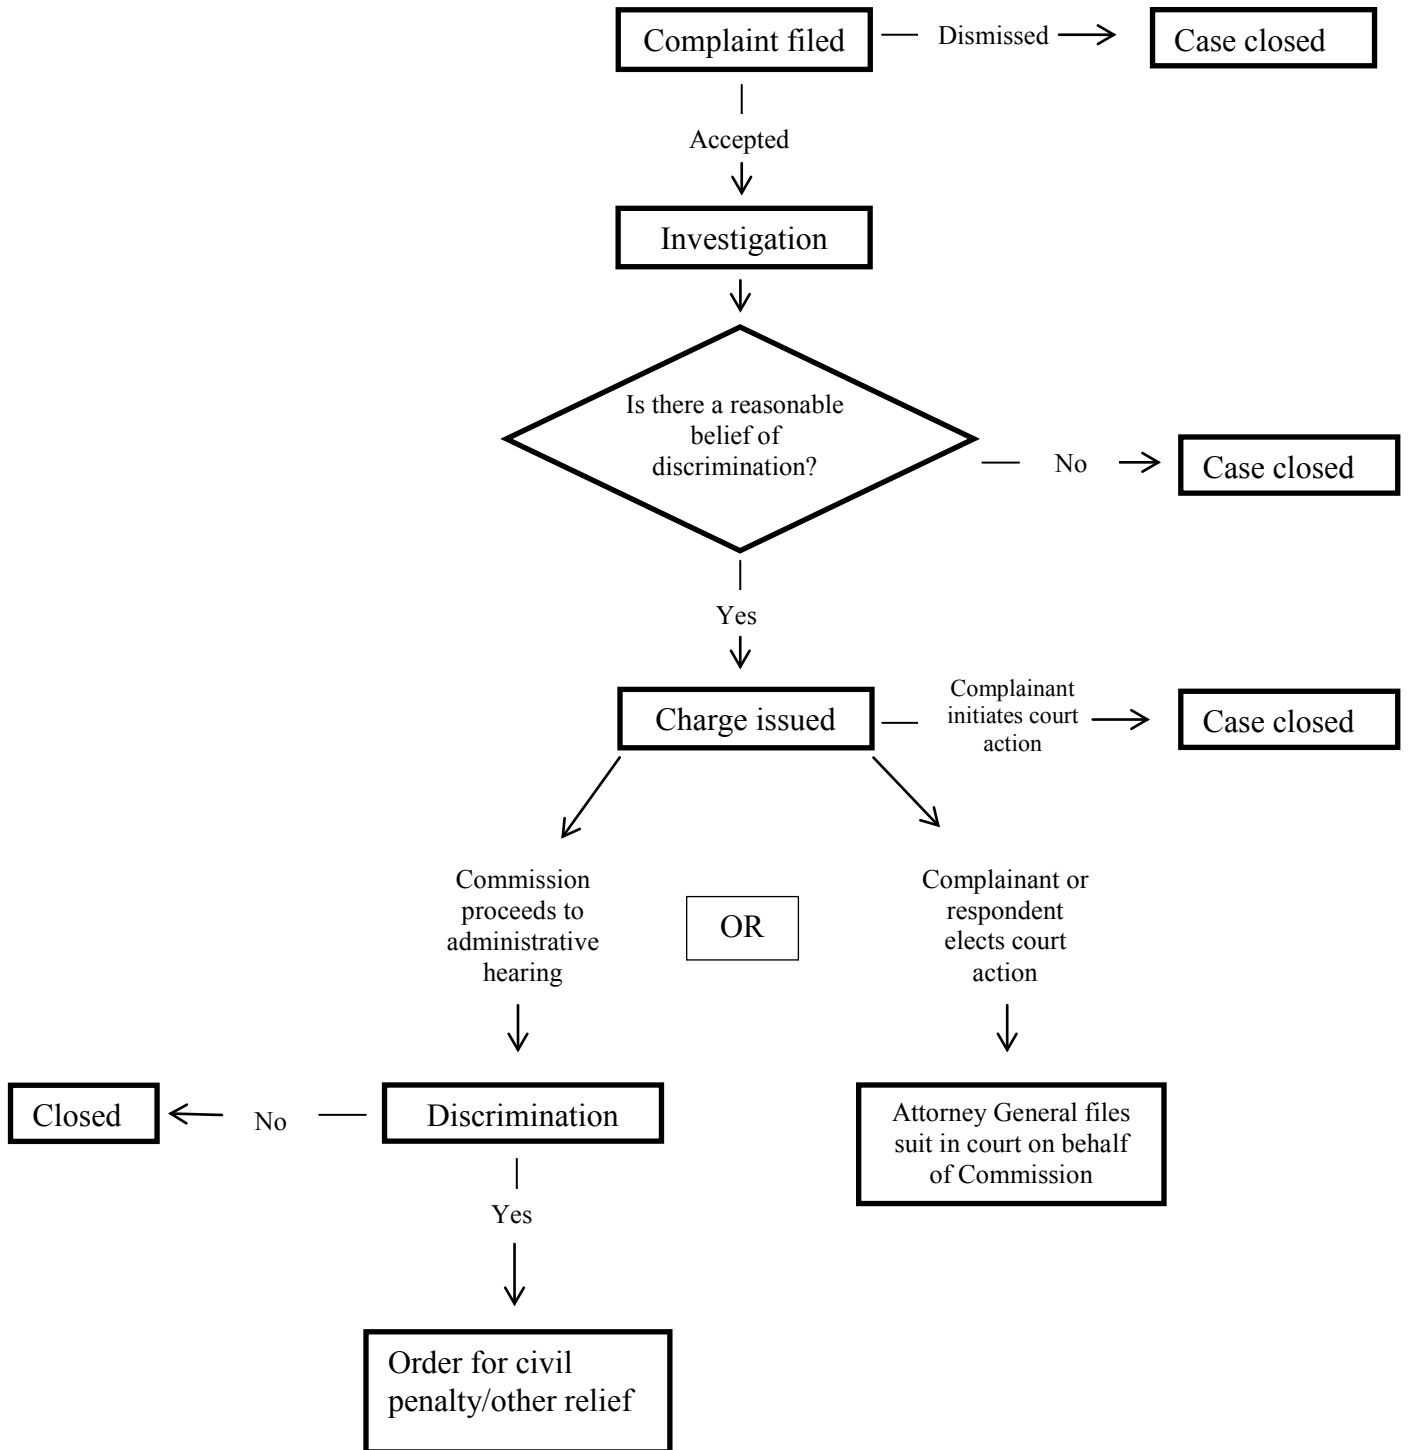 Complaint filed
Dismissed
Case closed
Accepted
Investigation
Is there a reasonable
belief of
discrimination?
No
Case closed
Yes
Charge issued
Complainant
initiates court
action
Case closed
Commission
proceeds to
administrative
hearing
OR
Complainant or
respondent
elects court
action
Closed
No
Discrimination
Attorney General files
suit in court on behalf
of Commission
Yes
Order for civil
penalty/other relief